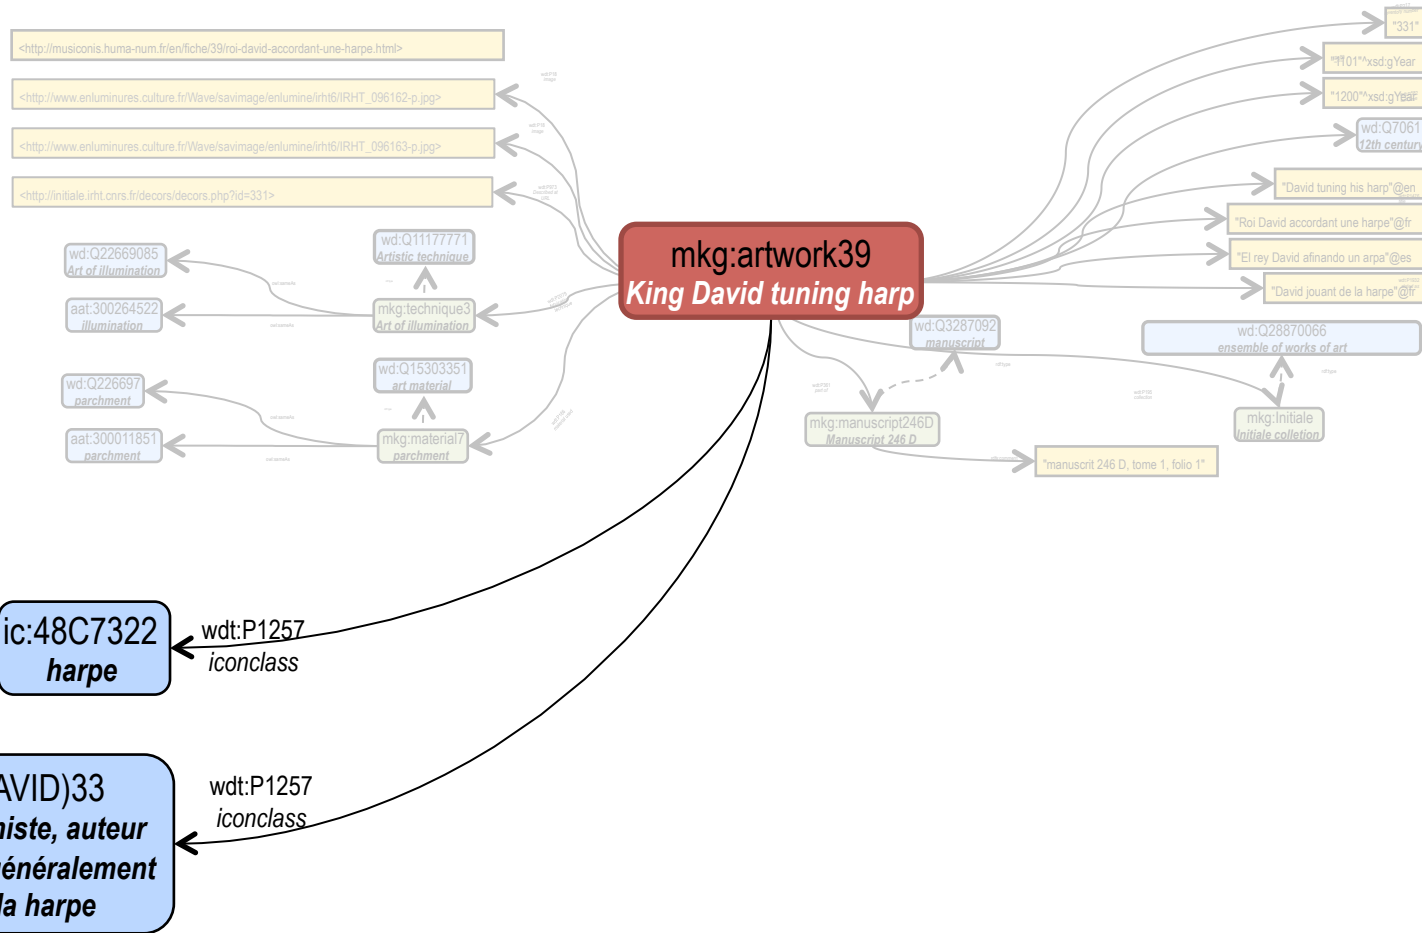 <http://musiconis.huma-num.fr/en/fiche/39/roi-david-accordant-une-harpe.html>
<http://www.enluminures.culture.fr/Wave/savimage/enlumine/irht6/IRHT_096162-p.jpg>
<http://www.enluminures.culture.fr/Wave/savimage/enlumine/irht6/IRHT_096163-p.jpg>
<http://initiale.irht.cnrs.fr/decors/decors.php?id=331>
"331"
"1101"^xsd:gYear
"1200"^xsd:gYear
wd:Q7061
12th century
"David tuning his harp"@en
"Roi David accordant une harpe"@fr
"El rey David afinando un arpa"@es
"David jouant de la harpe"@fr
mkg:artwork39
King David tuning harp
wd:Q22669085
Art of illumination
wd:Q11177771
Artistic technique
aat:300264522
illumination
mkg:technique3
Art of illumination
wd:Q226697
parchment
wd:Q15303351
art material
aat:300011851
parchment
mkg:material7
parchment
wd:Q3287092
manuscript
wd:Q28870066
ensemble of works of art
mkg:manuscript246D
Manuscript 246 D
mkg:Initiale
Initiale colletion
"manuscrit 246 D, tome 1, folio 1"
ic:48C7322
harpe
wdt:P1257
iconclass
AVID)33
niste, auteur
énéralement
la harpe
wdt:P1257
iconclass